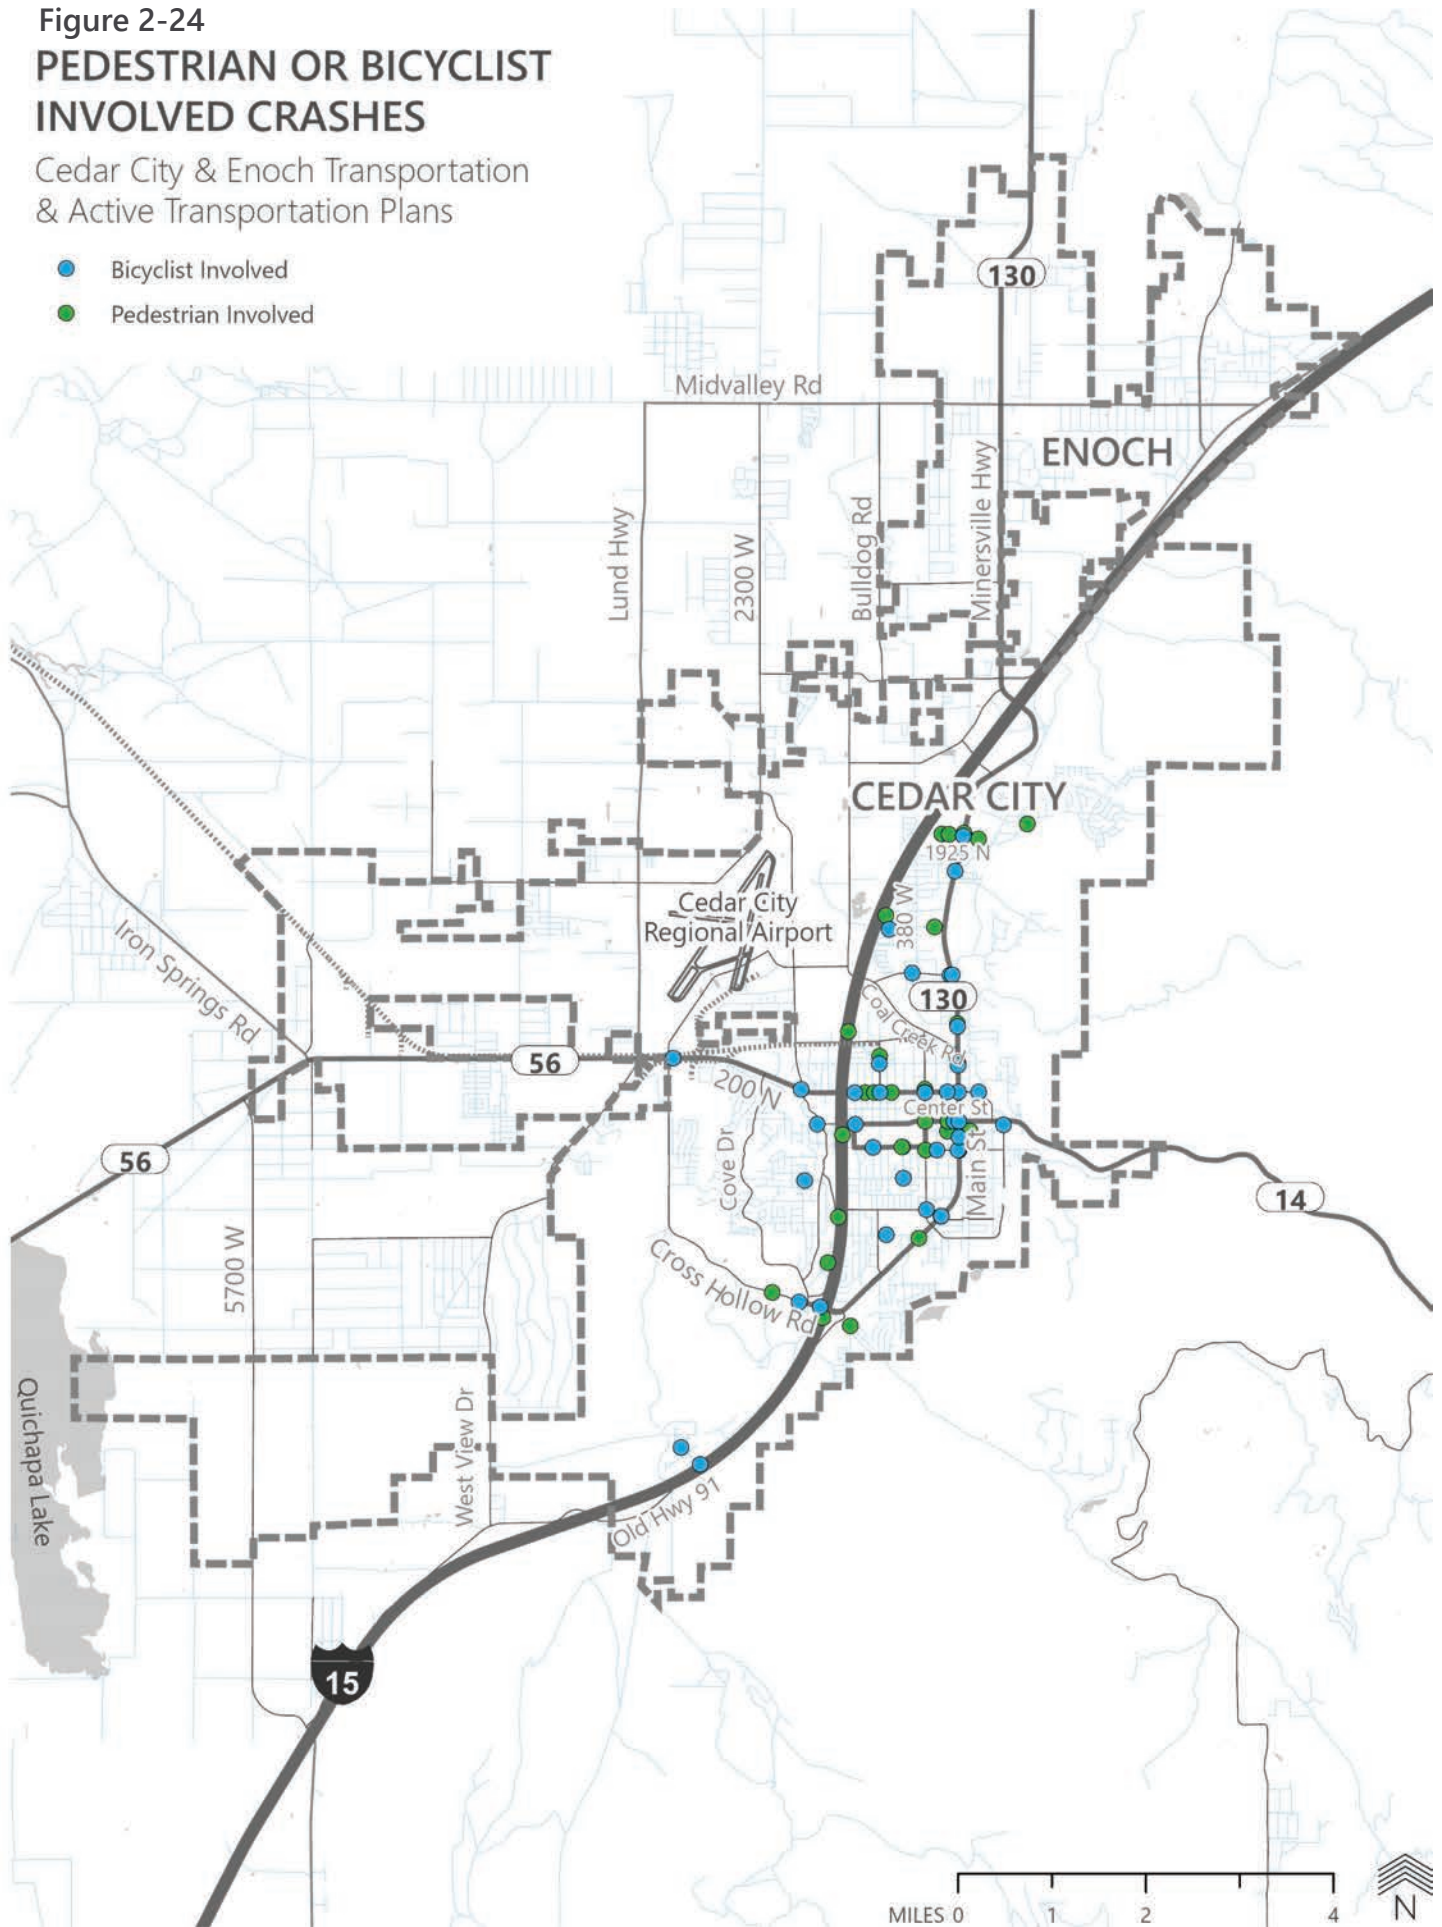 Figure 2-24
PEDESTRIAN OR BICYCLIST
INVOLVED CRASHES
Cedar City & Enoch Transportation
& Active Transportation Plans
Bicyclist Involved
Pedestrian Involved
130
Midvalley Rd
ENOCH
Lund Hwy
2300 W
Bulldog Rd
Minersville Hwy
CEDAR CITY
1925 N
380 W
Cedar City
Regional Airport
Iron Springs Rd
130
Coal Creek Rd
56
200 N
Center St
56
Cove Dr
Main St
14
5700 W
Cross Hollow Rd
Quichapa Lake
West View Dr
Old Hwy 91
15
MILES 0 1 2 4
N